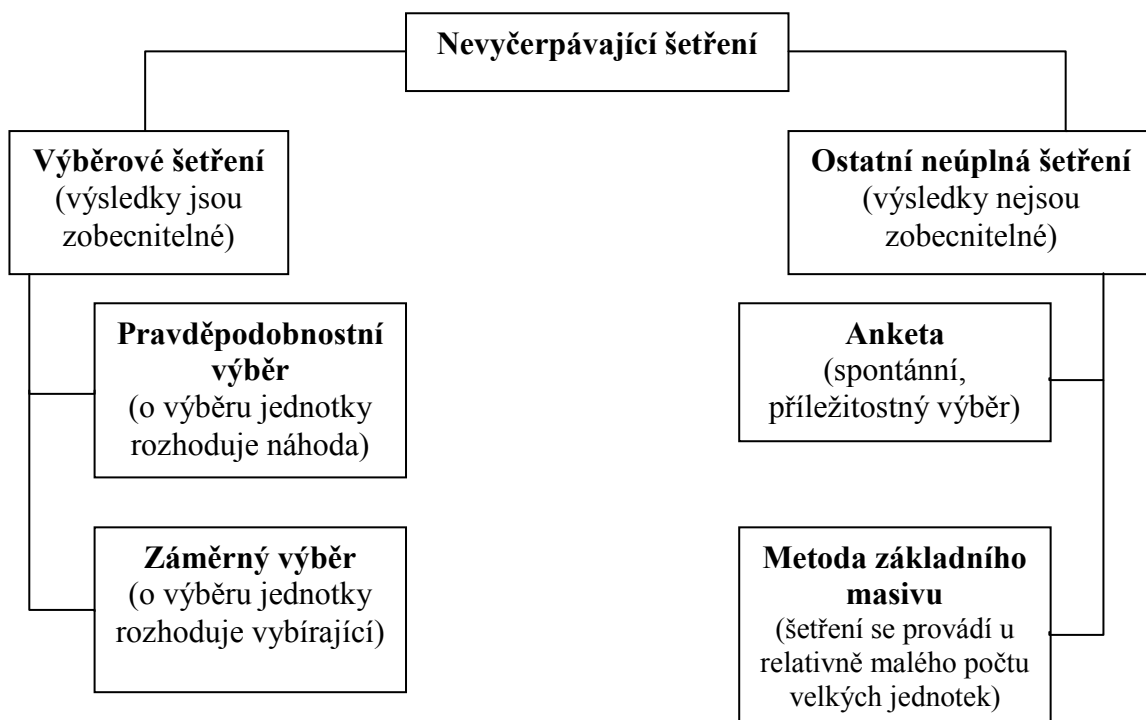 Nevyčerpávající šetření
Výběrové šetření
(výsledky jsou
zobecnitelné)
Pravděpodobnostní
výběr
(o výběru jednotky
rozhoduje náhoda)
Záměrný výběr
(o výběru jednotky
rozhoduje vybírající)
Ostatní neúplná šetření
(výsledky nejsou
zobecnitelné)
Anketa
(spontánní,
příležitostný výběr)
Metoda základního
masivu
(šetření se provádí u
relativně malého počtu
velkých jednotek)